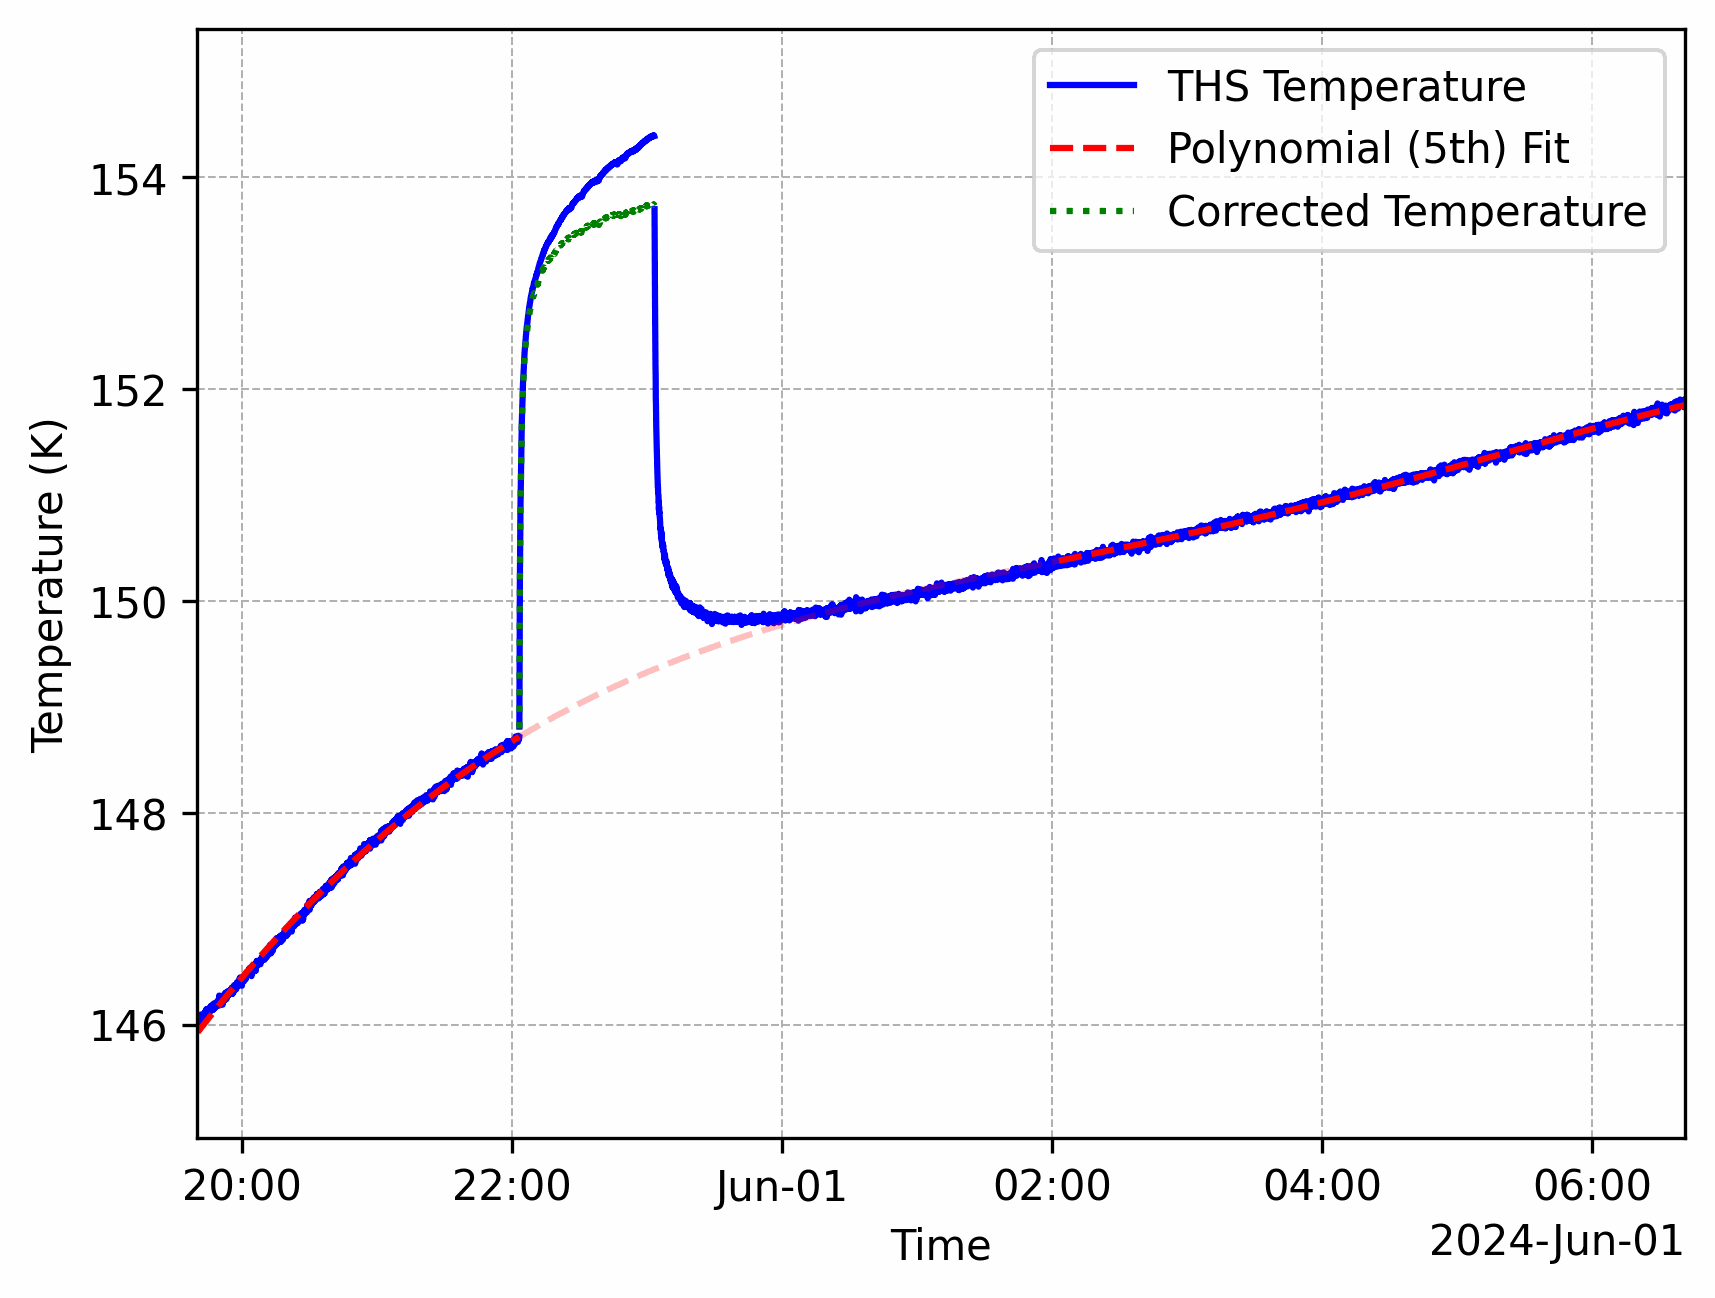 THS Temperature
Polynomial (5th) Fit
Corrected Temperature
154
152
150
148
146
Temperature (K)
20:00 22:00 Jun-01 02:00 04:00 06:00
Time
2024-Jun-01